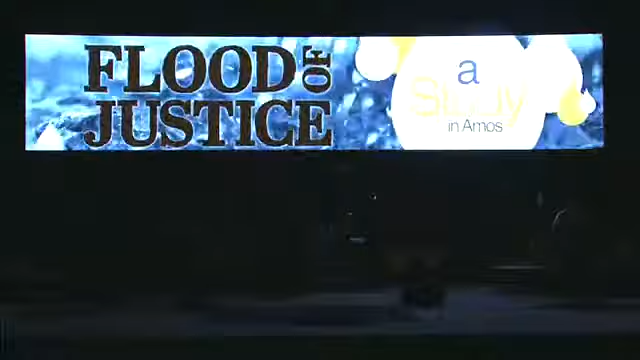 FLOOD OF
JUSTICE
a
Study
in Amos